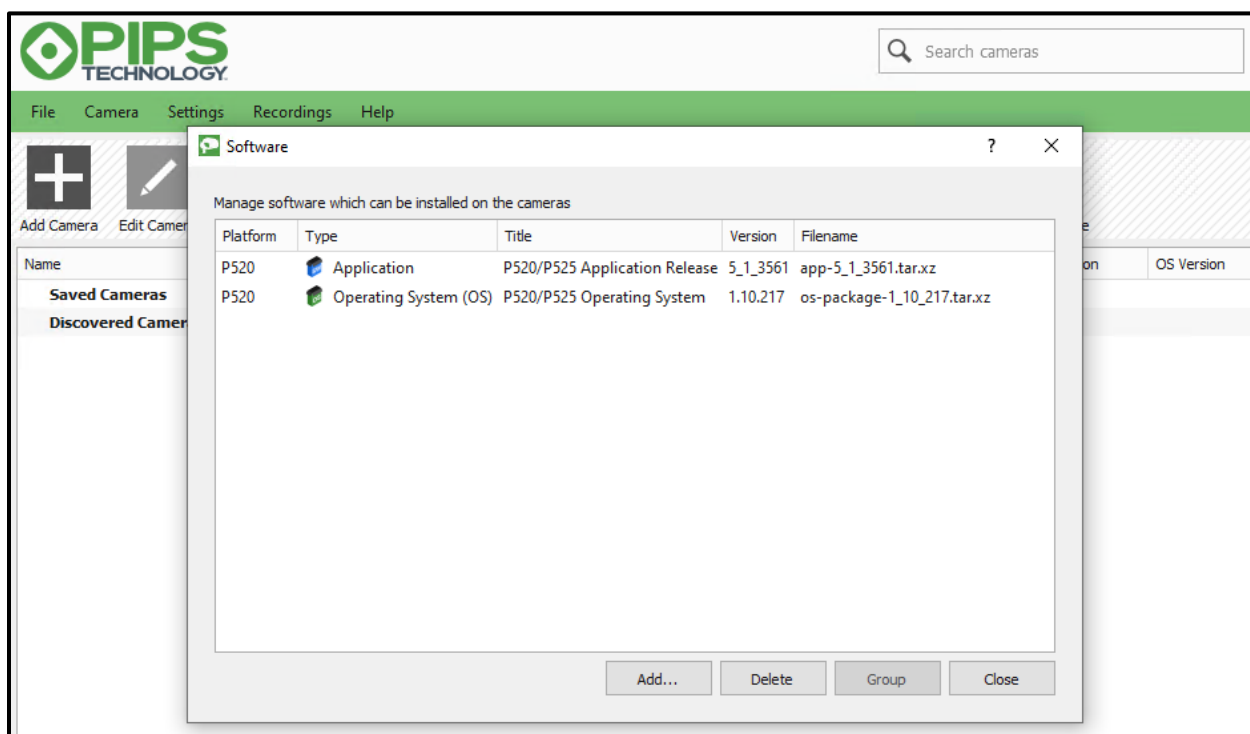 PIPS
TECHNOLOGY
Search cameras
File Camera Settings Recordings Help
Software ?
Add Camera Edit Camer
Manage software which can be installed on the cameras
Platform Type Title Version Filename
Name on OS Version
P520 Application P520/P525 Application Release 5_1_3561 app-5_1_3561.tar.xz
P520 Operating System (OS) P520/P525 Operating System 1.10.217 os-package-1_10_217.tar.xz
Saved Cameras
Discovered Camer
Add... Delete Group Close